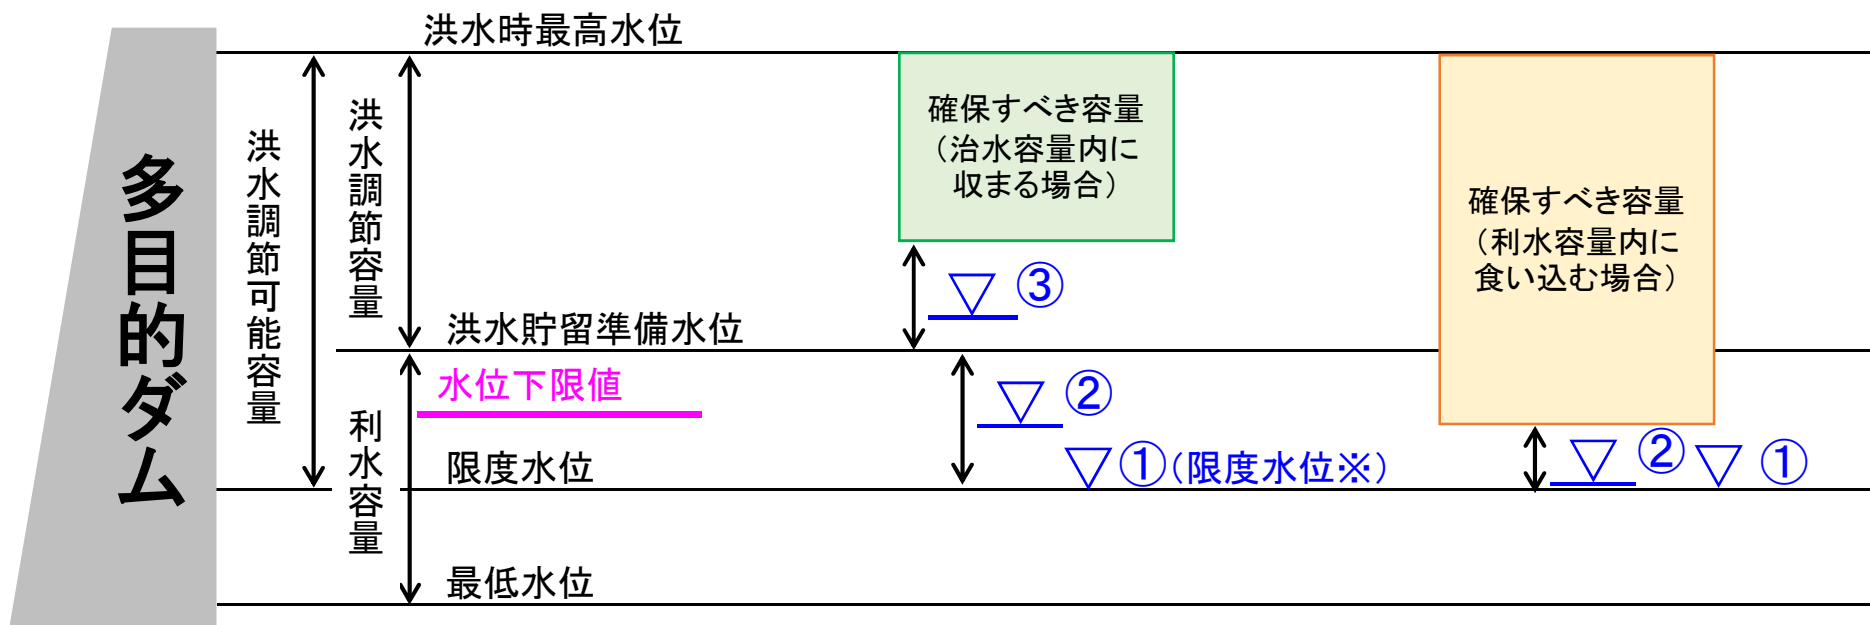 多目的ダム
洪水時最高水位
洪水調節可能容量
洪水調節容量
利水容量
洪水貯留準備水位
水位下限値
限度水位
最低水位
確保すべき容量
（治水容量内に
収まる場合）
▽③
▽②
▽①（限度水位※）
確保すべき容量
（利水容量内に
食い込む場合）
▽②▽①